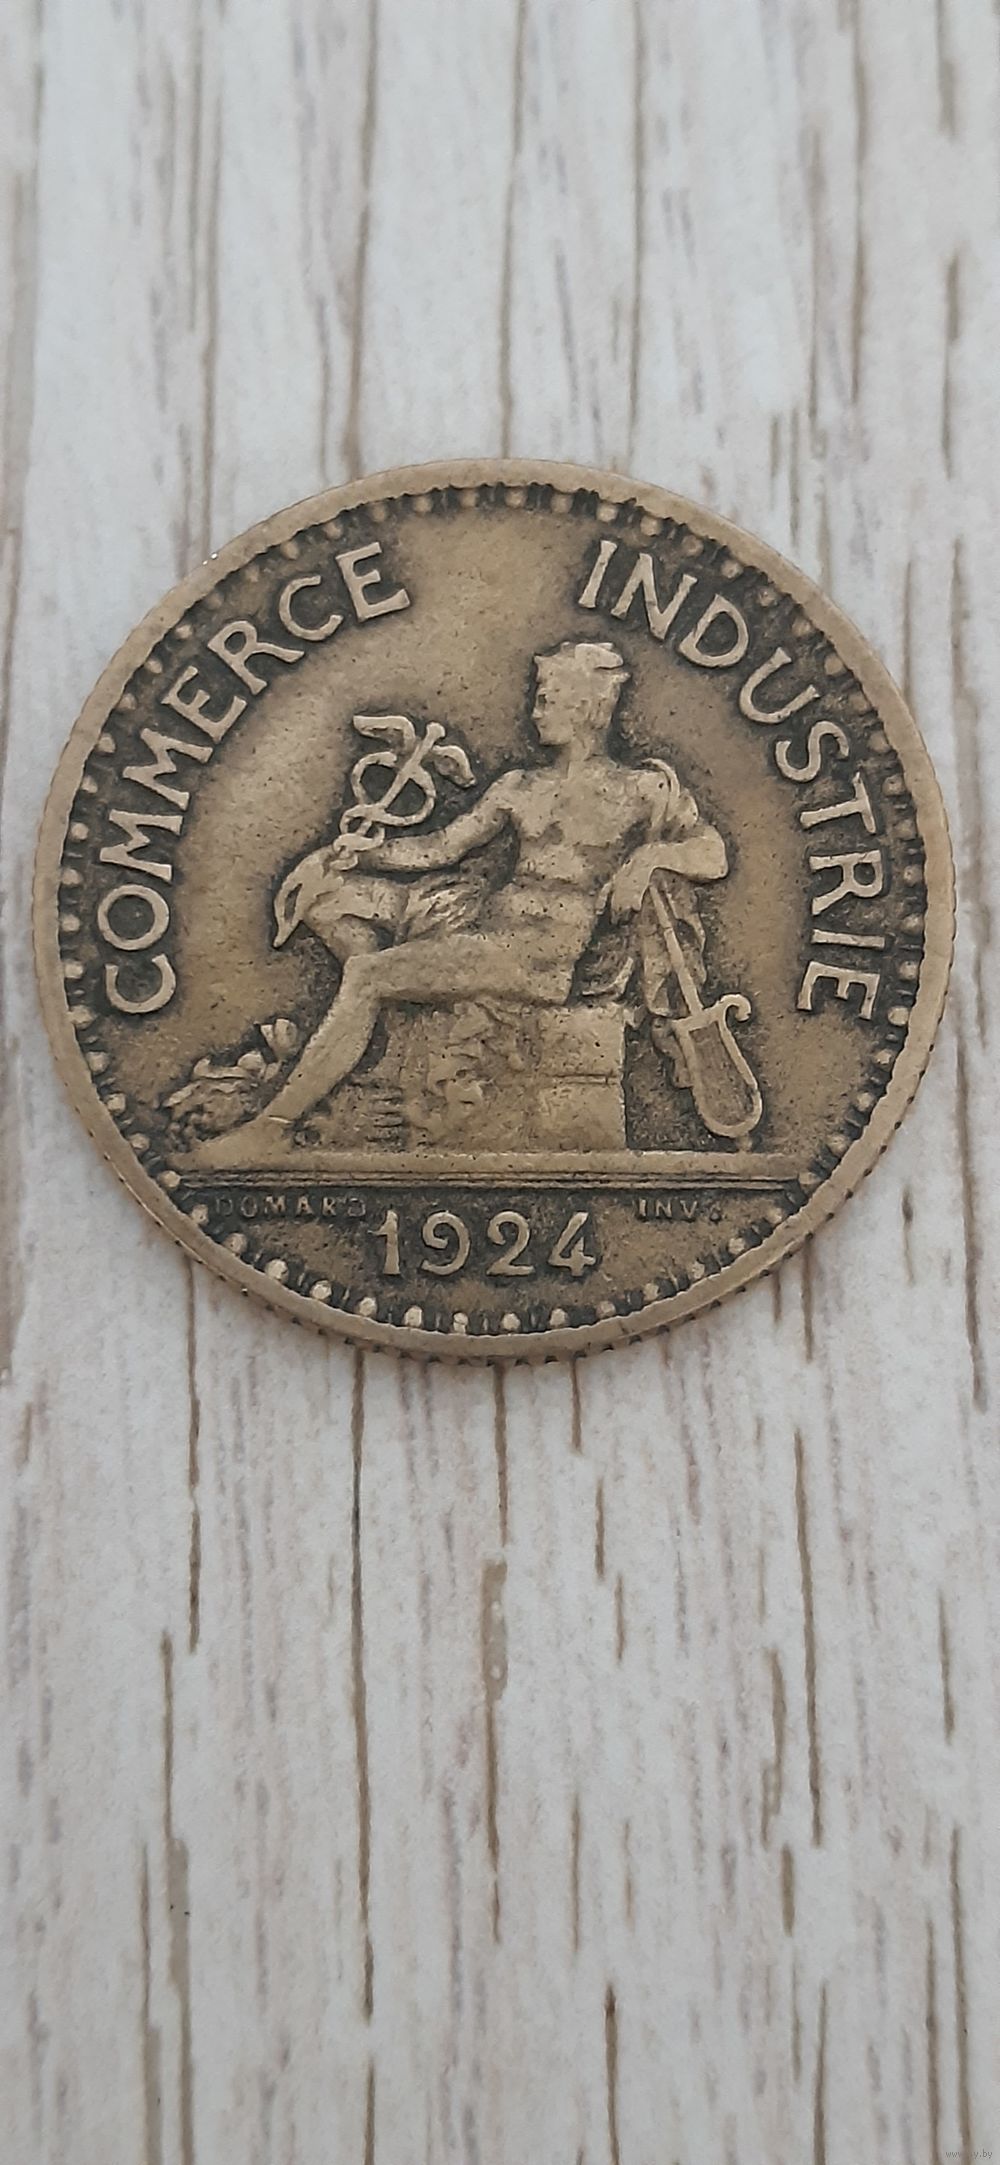 COMMERCE INDUSTRIE
DOMARD INV.
1924